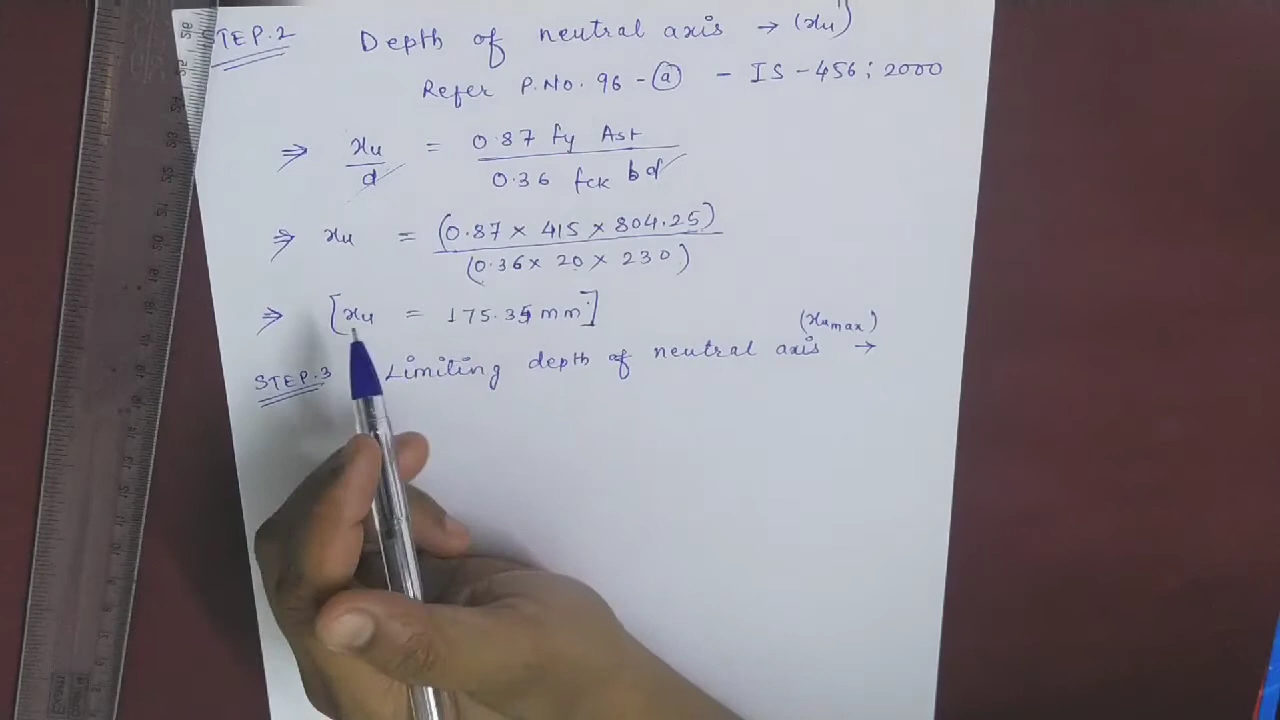 STEP.2 Depth of neutral axis → (xu)
Refer P.No. 96 - ⓐ - IS - 456 : 2000
⇒ xu/d = 0.87 fy Ast / 0.36 fck bd
⇒ xu = (0.87 × 415 × 804.25) / (0.36 × 20 × 230)
⇒ [xu = 175.35 mm]
(xumax)
STEP.3 Limiting depth of neutral axis →